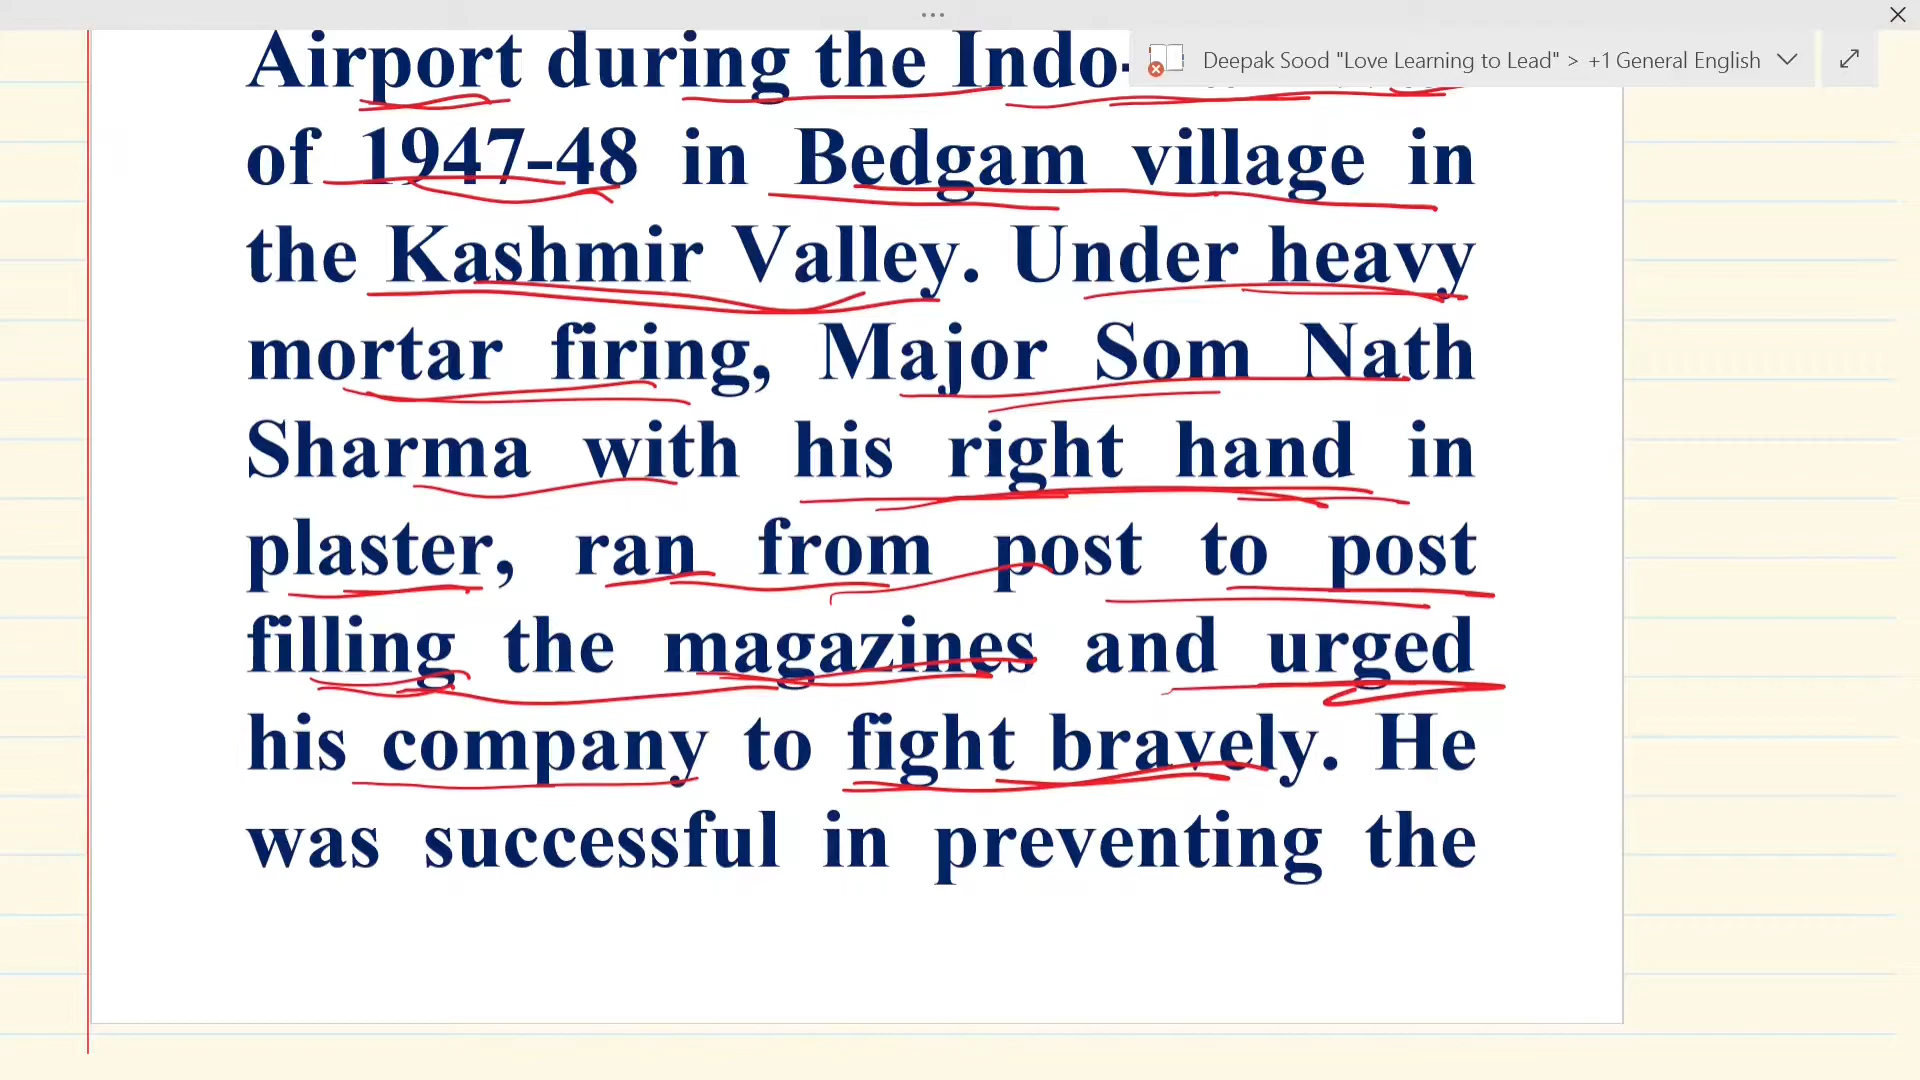 Airport during the Indo-
Deepak Sood "Love Learning to Lead" > +1 General English
of 1947-48 in Bedgam village in
the Kashmir Valley. Under heavy
mortar firing, Major Som Nath
Sharma with his right hand in
plaster, ran from post to post
filling the magazines and urged
his company to fight bravely. He
was successful in preventing the